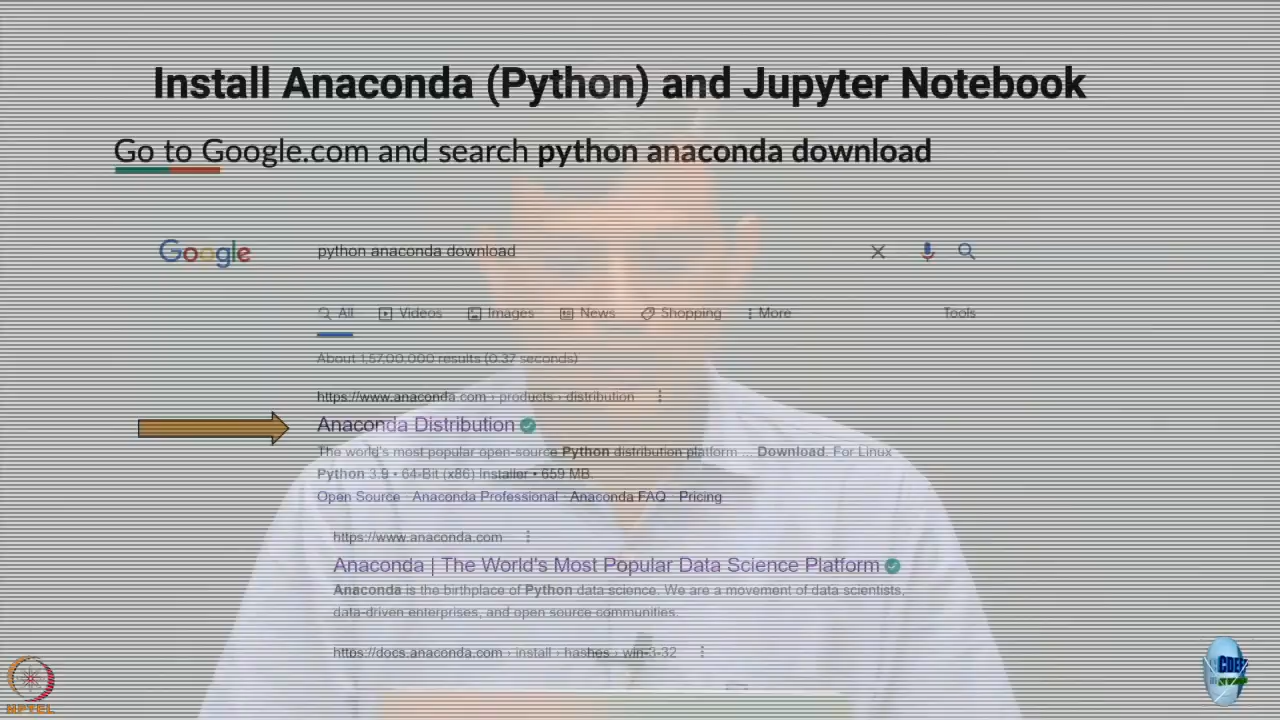 Install Anaconda (Python) and Jupyter Notebook
Go to Google.com and search python anaconda download
Google python anaconda download
All Videos Images News Shopping More Tools
About 1,57,00,000 results (0.37 seconds)
https://www.anaconda.com › products › distribution
Anaconda Distribution
The world's most popular open-source Python distribution platform ... Download. For Linux
Python 3.9 • 64-Bit (x86) Installer • 659 MB.
Open Source · Anaconda Professional · Anaconda FAQ · Pricing
https://www.anaconda.com
Anaconda | The World's Most Popular Data Science Platform
Anaconda is the birthplace of Python data science. We are a movement of data scientists,
data-driven enterprises, and open source communities.
https://docs.anaconda.com › install › hashes › win-3-32
NPTEL